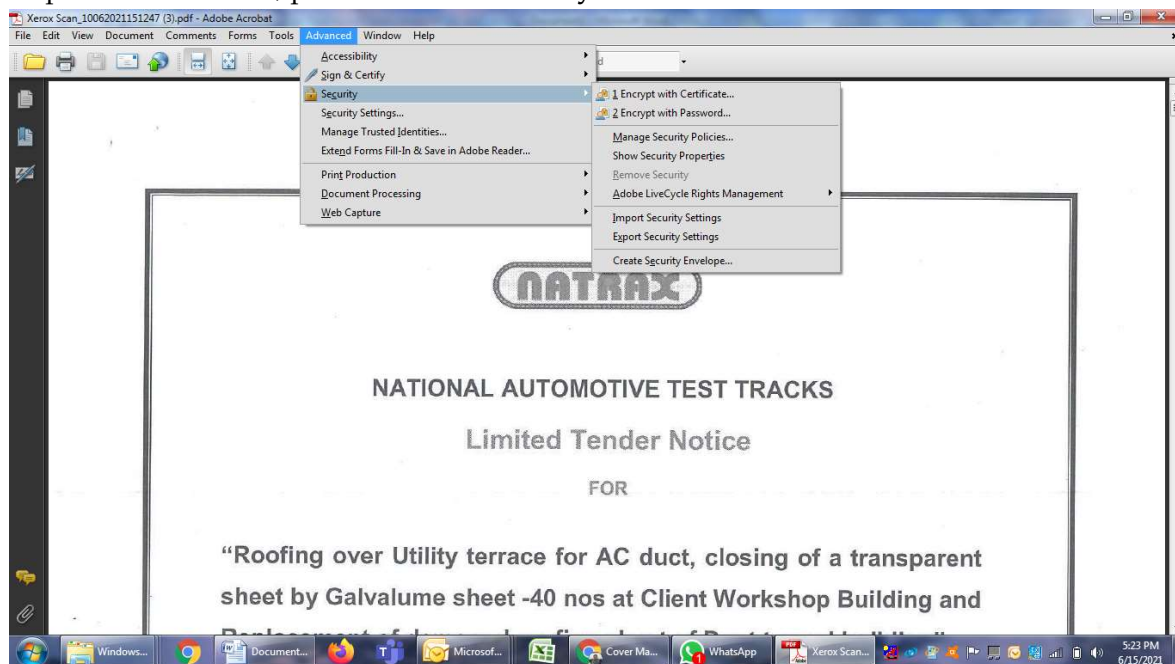 Xerox Scan_10062021151247 (3).pdf - Adobe Acrobat
File Edit View Document Comments Forms Tools Advanced Window Help
Accessibility
Sign & Certify
Security
Security Settings...
Manage Trusted Identities...
Extend Forms Fill-In & Save in Adobe Reader...
Print Production
Document Processing
Web Capture
1 Encrypt with Certificate...
2 Encrypt with Password...
Manage Security Policies...
Show Security Properties
Remove Security
Adobe LiveCycle Rights Management
Import Security Settings
Export Security Settings
Create Security Envelope...
NATRAX
NATIONAL AUTOMOTIVE TEST TRACKS
Limited Tender Notice
FOR
“Roofing over Utility terrace for AC duct, closing of a transparent
sheet by Galvalume sheet -40 nos at Client Workshop Building and
Windows... Document... Microsof... Cover Ma... WhatsApp Xerox Scan... 5:23 PM
6/15/2021